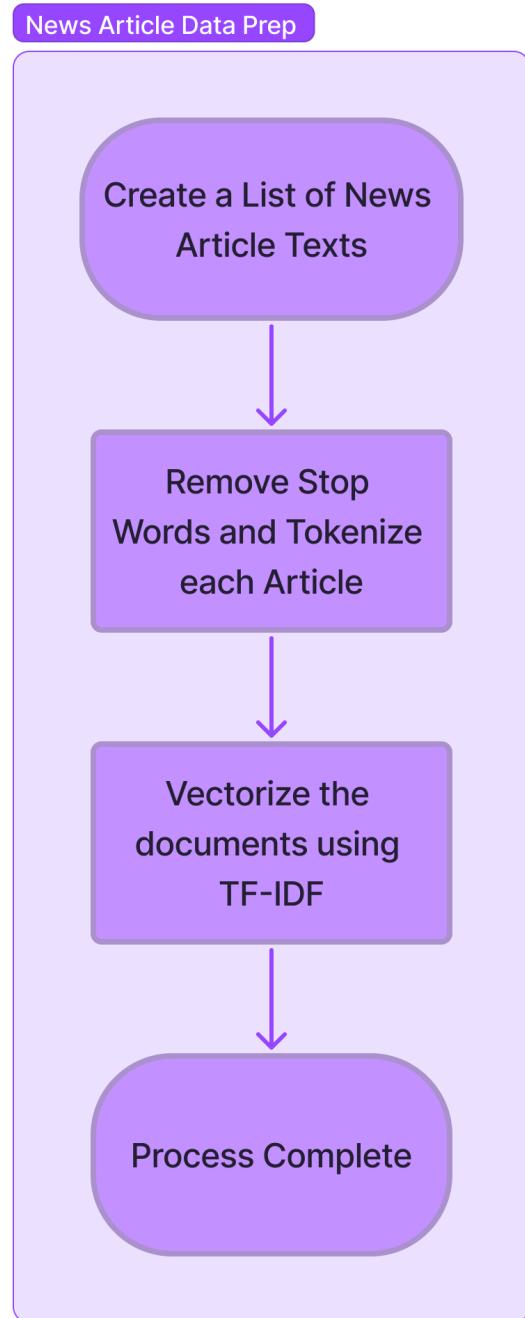 News Article Data Prep
Create a List of News
Article Texts
Remove Stop
Words and Tokenize
each Article
Vectorize the
documents using
TF-IDF
Process Complete